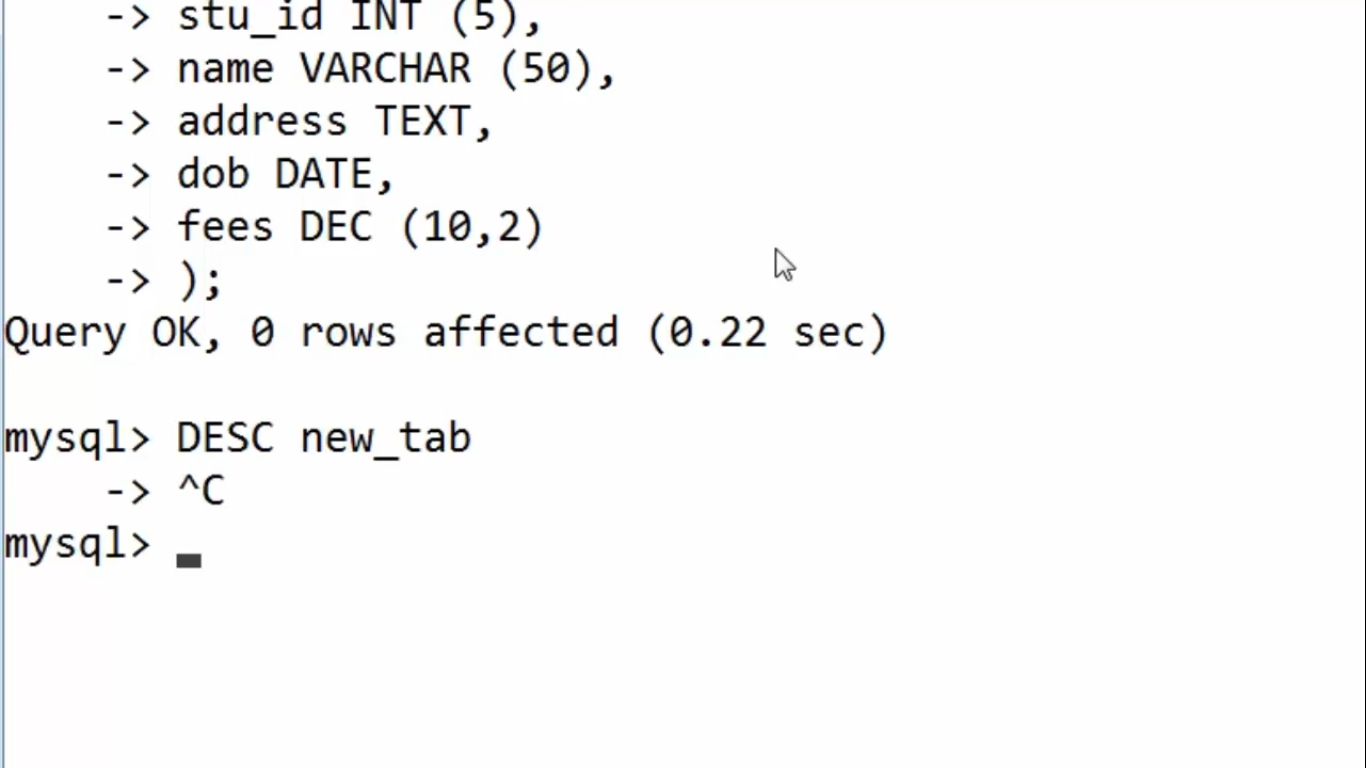 -> stu_id INT (5),
-> name VARCHAR (50),
-> address TEXT,
-> dob DATE,
-> fees DEC (10,2)
-> );
Query OK, 0 rows affected (0.22 sec)
mysql> DESC new_tab
-> ^C
mysql>